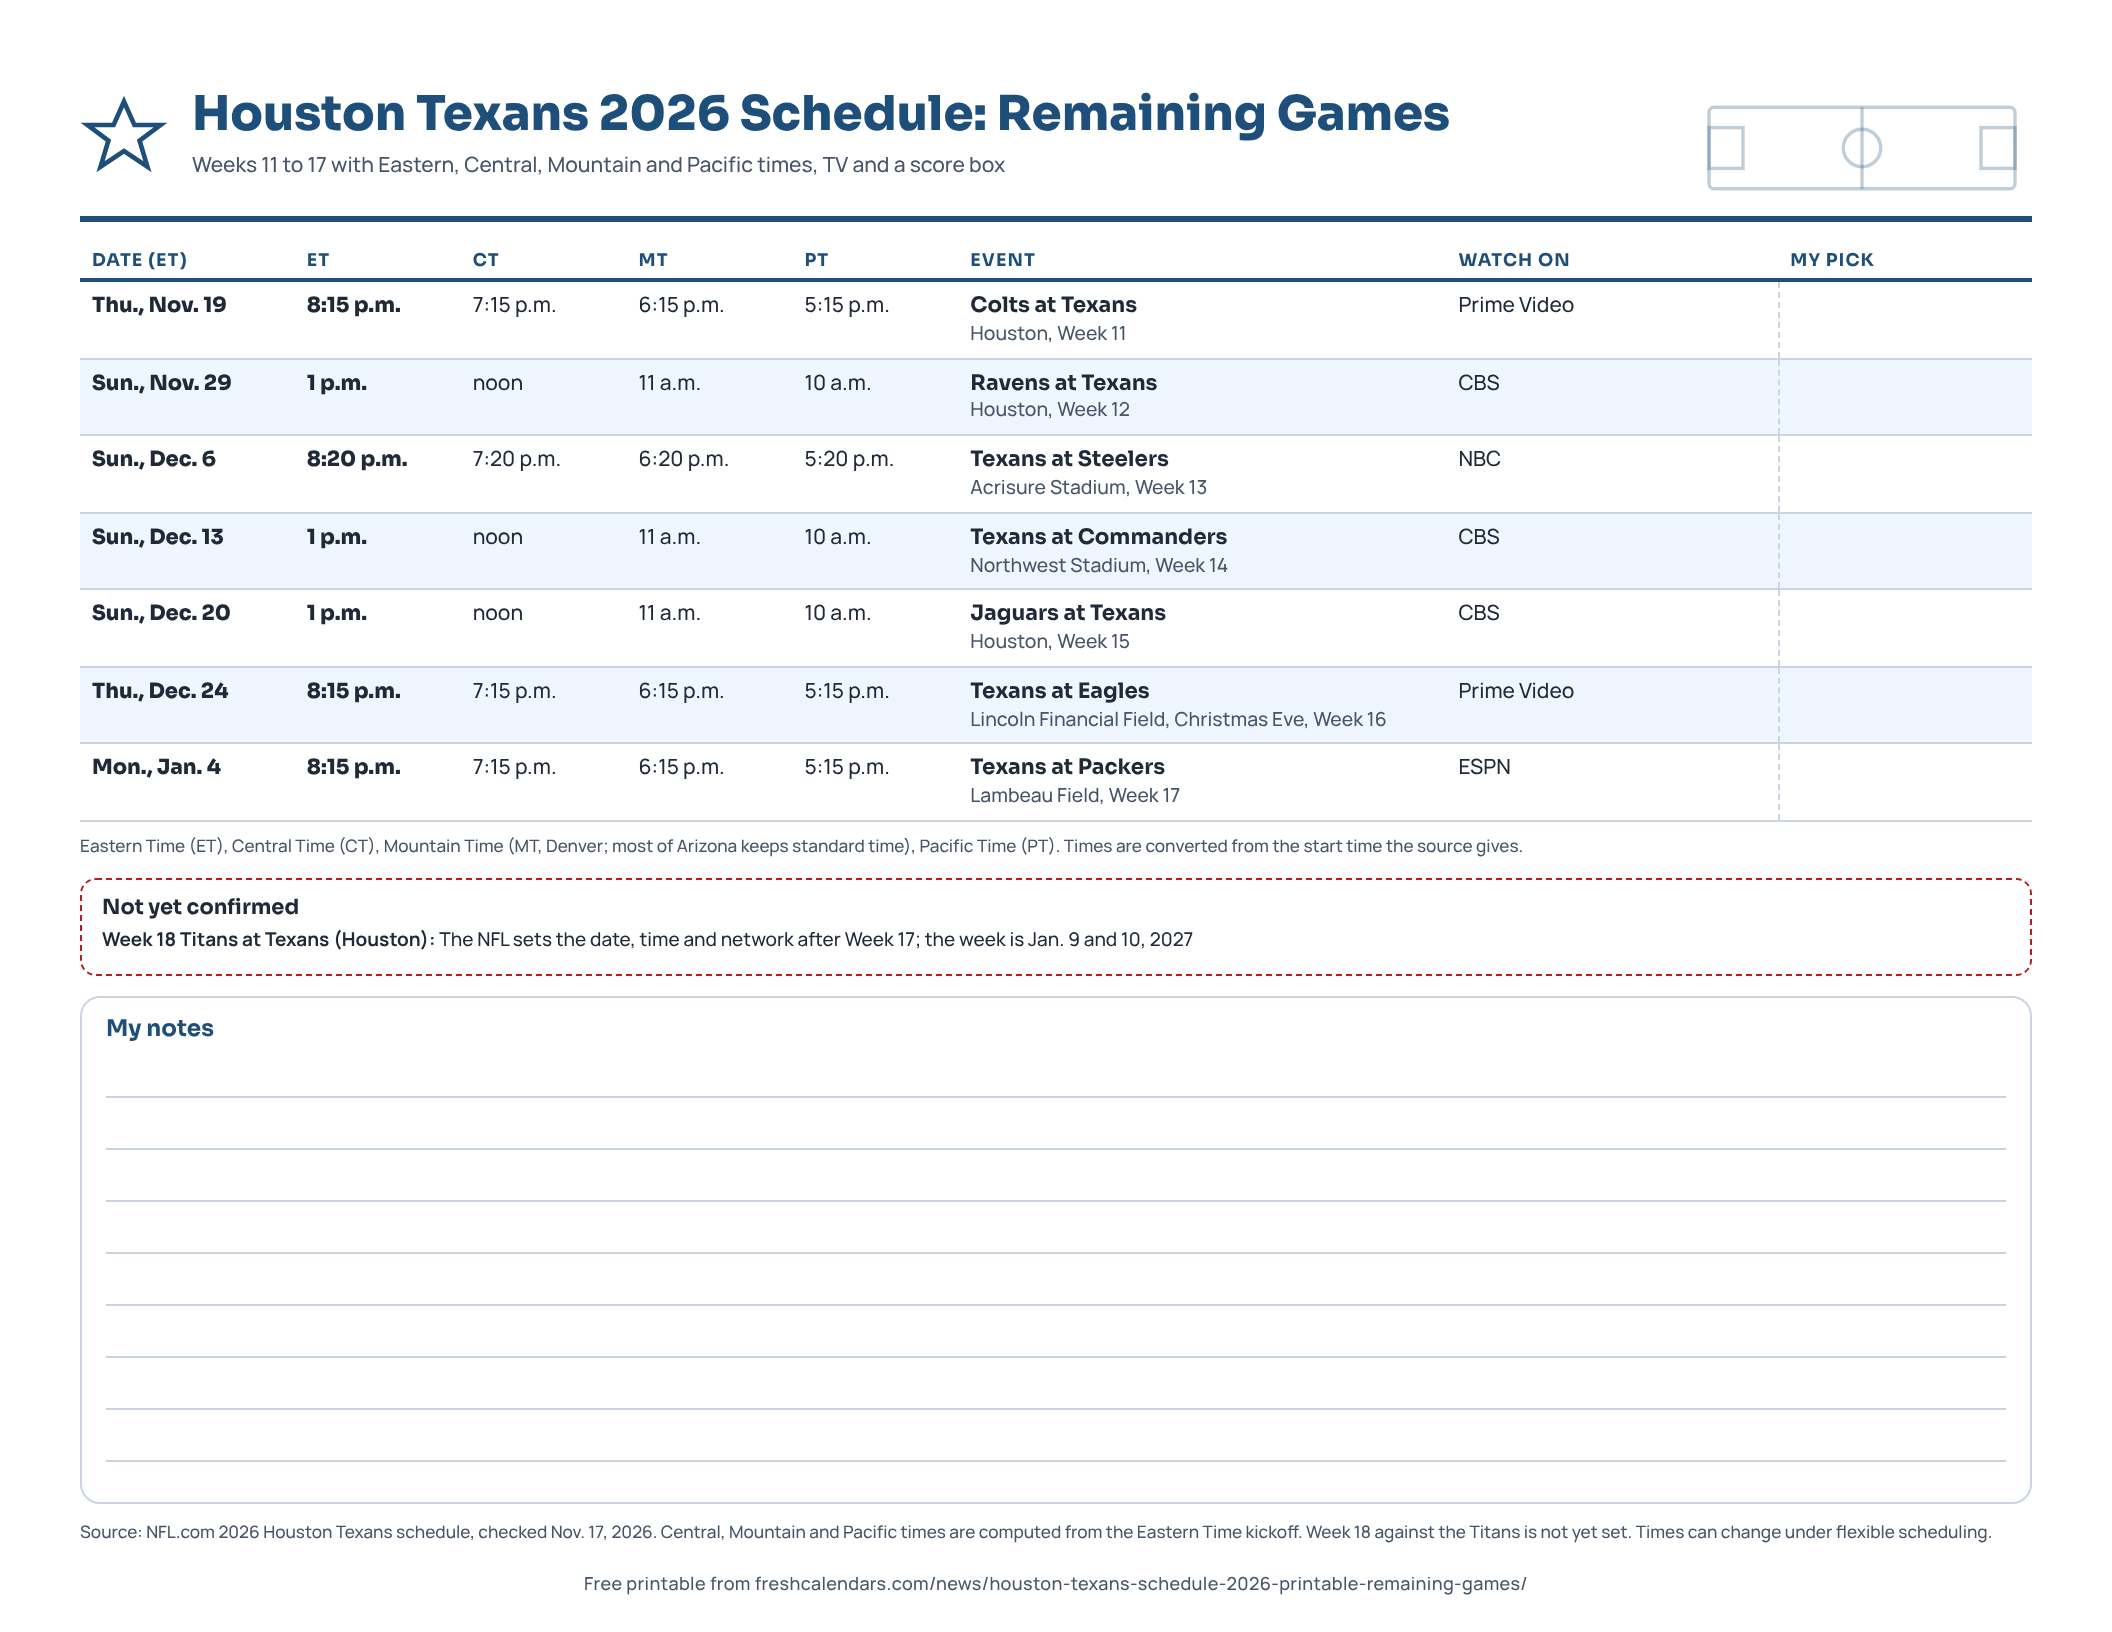 Houston Texans 2026 Schedule: Remaining Games
Weeks 11 to 17 with Eastern, Central, Mountain and Pacific times, TV and a score box
DATE (ET) ET CT MT PT EVENT WATCH ON MY PICK
Thu., Nov. 19 8:15 p.m. 7:15 p.m. 6:15 p.m. 5:15 p.m. Colts at Texans Prime Video
Houston, Week 11
Sun., Nov. 29 1 p.m. noon 11 a.m. 10 a.m. Ravens at Texans CBS
Houston, Week 12
Sun., Dec. 6 8:20 p.m. 7:20 p.m. 6:20 p.m. 5:20 p.m. Texans at Steelers NBC
Acrisure Stadium, Week 13
Sun., Dec. 13 1 p.m. noon 11 a.m. 10 a.m. Texans at Commanders CBS
Northwest Stadium, Week 14
Sun., Dec. 20 1 p.m. noon 11 a.m. 10 a.m. Jaguars at Texans CBS
Houston, Week 15
Thu., Dec. 24 8:15 p.m. 7:15 p.m. 6:15 p.m. 5:15 p.m. Texans at Eagles Prime Video
Lincoln Financial Field, Christmas Eve, Week 16
Mon., Jan. 4 8:15 p.m. 7:15 p.m. 6:15 p.m. 5:15 p.m. Texans at Packers ESPN
Lambeau Field, Week 17
Eastern Time (ET), Central Time (CT), Mountain Time (MT, Denver; most of Arizona keeps standard time), Pacific Time (PT). Times are converted from the start time the source gives.
Not yet confirmed
Week 18 Titans at Texans (Houston): The NFL sets the date, time and network after Week 17; the week is Jan. 9 and 10, 2027
My notes
Source: NFL.com 2026 Houston Texans schedule, checked Nov. 17, 2026. Central, Mountain and Pacific times are computed from the Eastern Time kickoff. Week 18 against the Titans is not yet set. Times can change under flexible scheduling.
Free printable from freshcalendars.com/news/houston-texans-schedule-2026-printable-remaining-games/